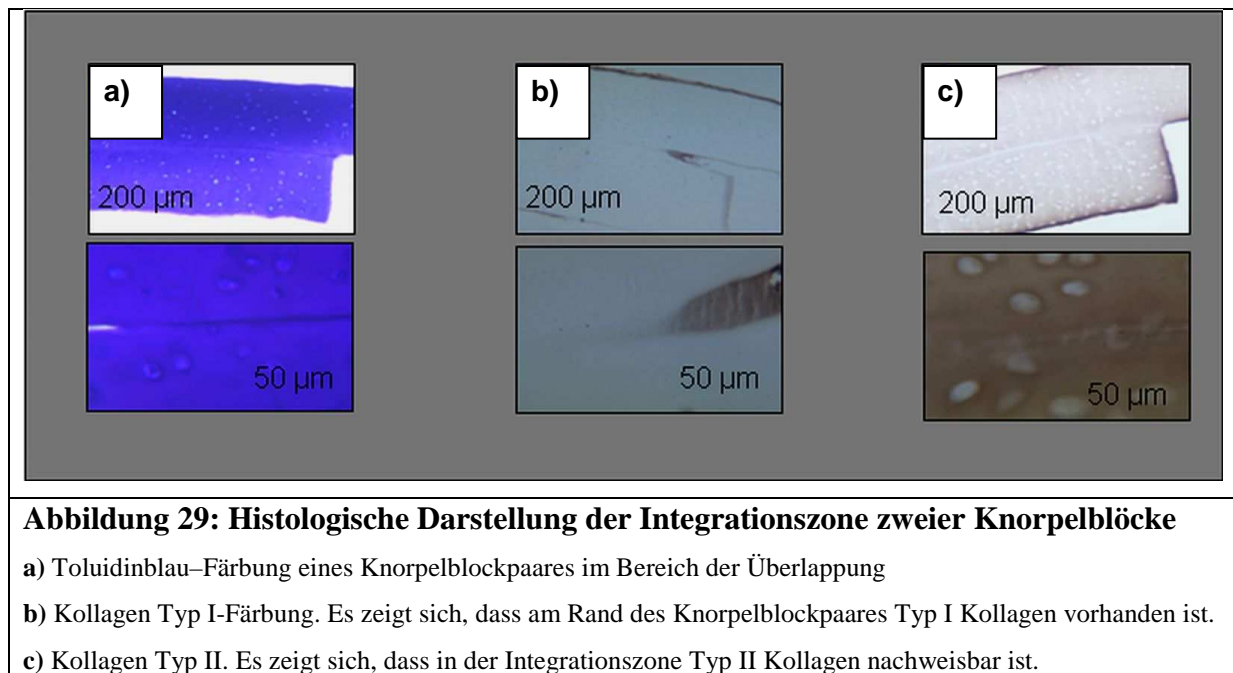 a)
b)
c)
200 µm
200 µm
200 µm
50 µm
50 µm
50 µm
Abbildung 29: Histologische Darstellung der Integrationszone zweier Knorpelblöcke
a) Toluidinblau–Färbung eines Knorpelblockpaares im Bereich der Überlappung
b) Kollagen Typ I-Färbung. Es zeigt sich, dass am Rand des Knorpelblockpaares Typ I Kollagen vorhanden ist.
c) Kollagen Typ II. Es zeigt sich, dass in der Integrationszone Typ II Kollagen nachweisbar ist.